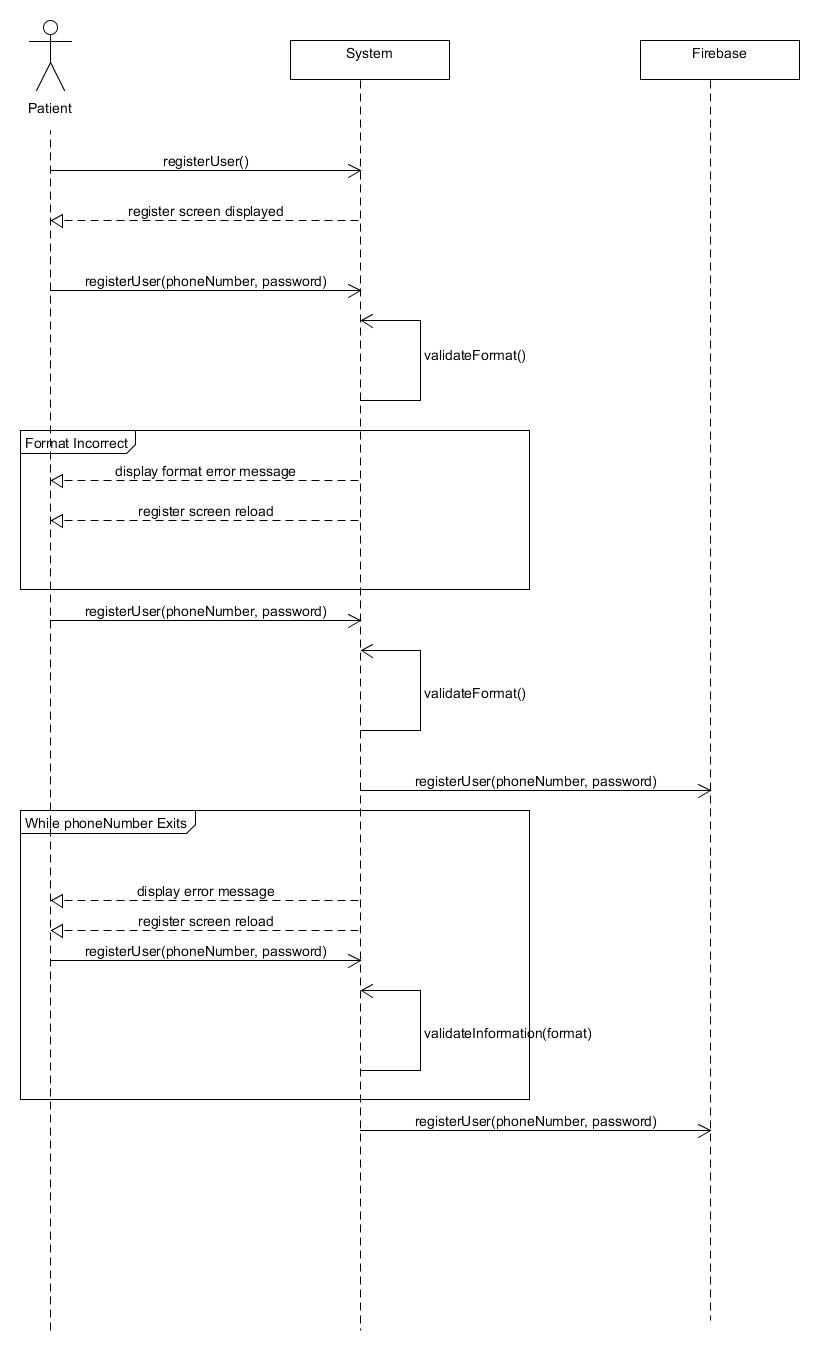 System
Firebase
Patient
registerUser()
register screen displayed
registerUser(phoneNumber, password)
validateFormat()
Format Incorrect
display format error message
register screen reload
registerUser(phoneNumber, password)
validateFormat()
registerUser(phoneNumber, password)
While phoneNumber Exits
display error message
register screen reload
registerUser(phoneNumber, password)
validateInformation(format)
registerUser(phoneNumber, password)